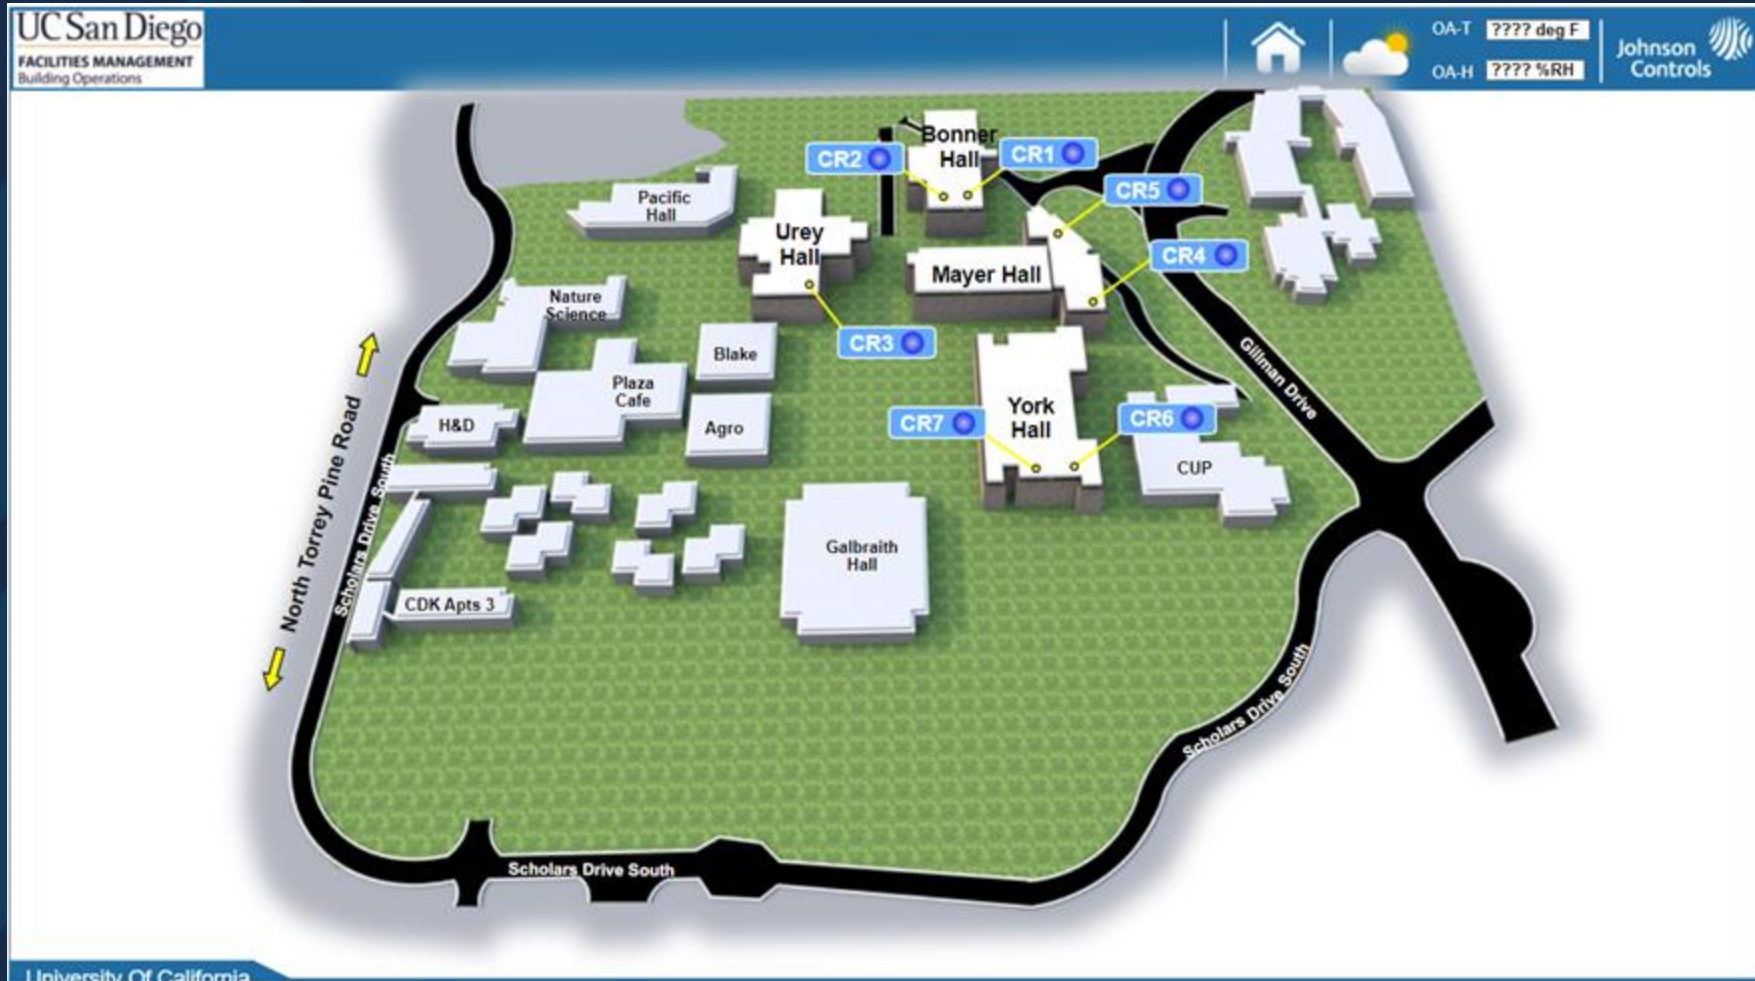 UC San Diego
FACILITIES MANAGEMENT
Building Operations
OA-T ???? deg F
OA-H ???? %RH
Johnson
Controls
Bonner
Hall
CR2
CR1
CR5
CR4
Pacific
Hall
Urey
Hall
Mayer Hall
CR3
Nature
Science
Blake
Plaza
Cafe
Agro
H&D
York
Hall
CR7
CR6
CUP
Gillman Drive
North Torrey Pine Road
Scholars Drive South
CDK Apts 3
Galbraith
Hall
Scholars Drive South
Scholars Drive South
University Of California